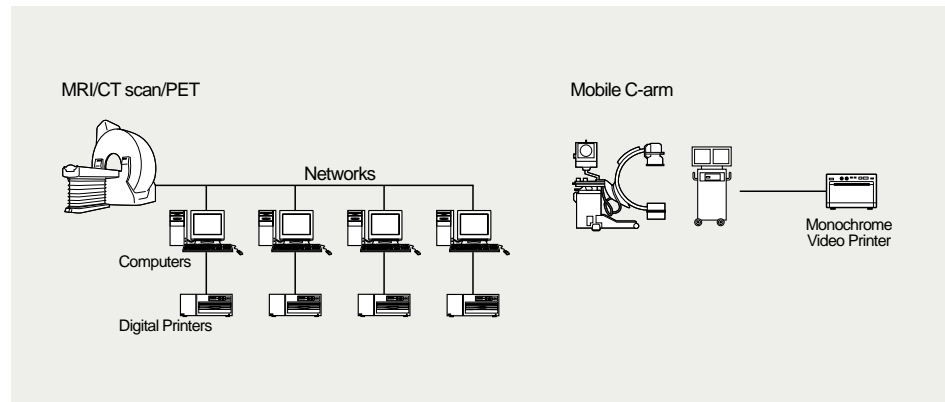 MRI/CT scan/PET
Networks
Computers
Digital Printers
Mobile C-arm
Monochrome
Video Printer